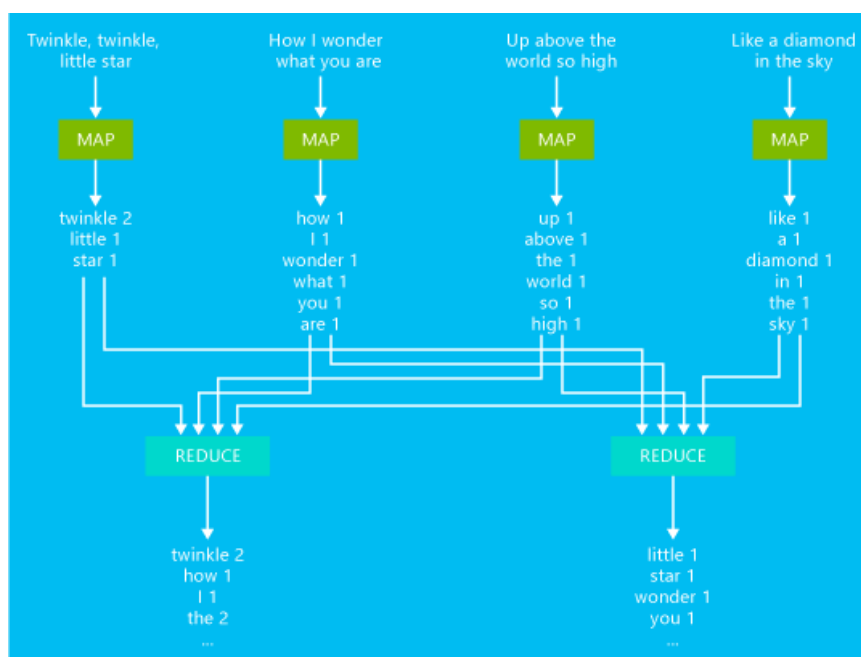 Twinkle, twinkle,
little star
How I wonder
what you are
Up above the
world so high
Like a diamond
in the sky
MAP
MAP
MAP
MAP
twinkle 2
little 1
star 1
how 1
I 1
wonder 1
what 1
you 1
are 1
up 1
above 1
the 1
world 1
so 1
high 1
like 1
a 1
diamond 1
in 1
the 1
sky 1
REDUCE
REDUCE
twinkle 2
how 1
I 1
the 2
...
little 1
star 1
wonder 1
you 1
...